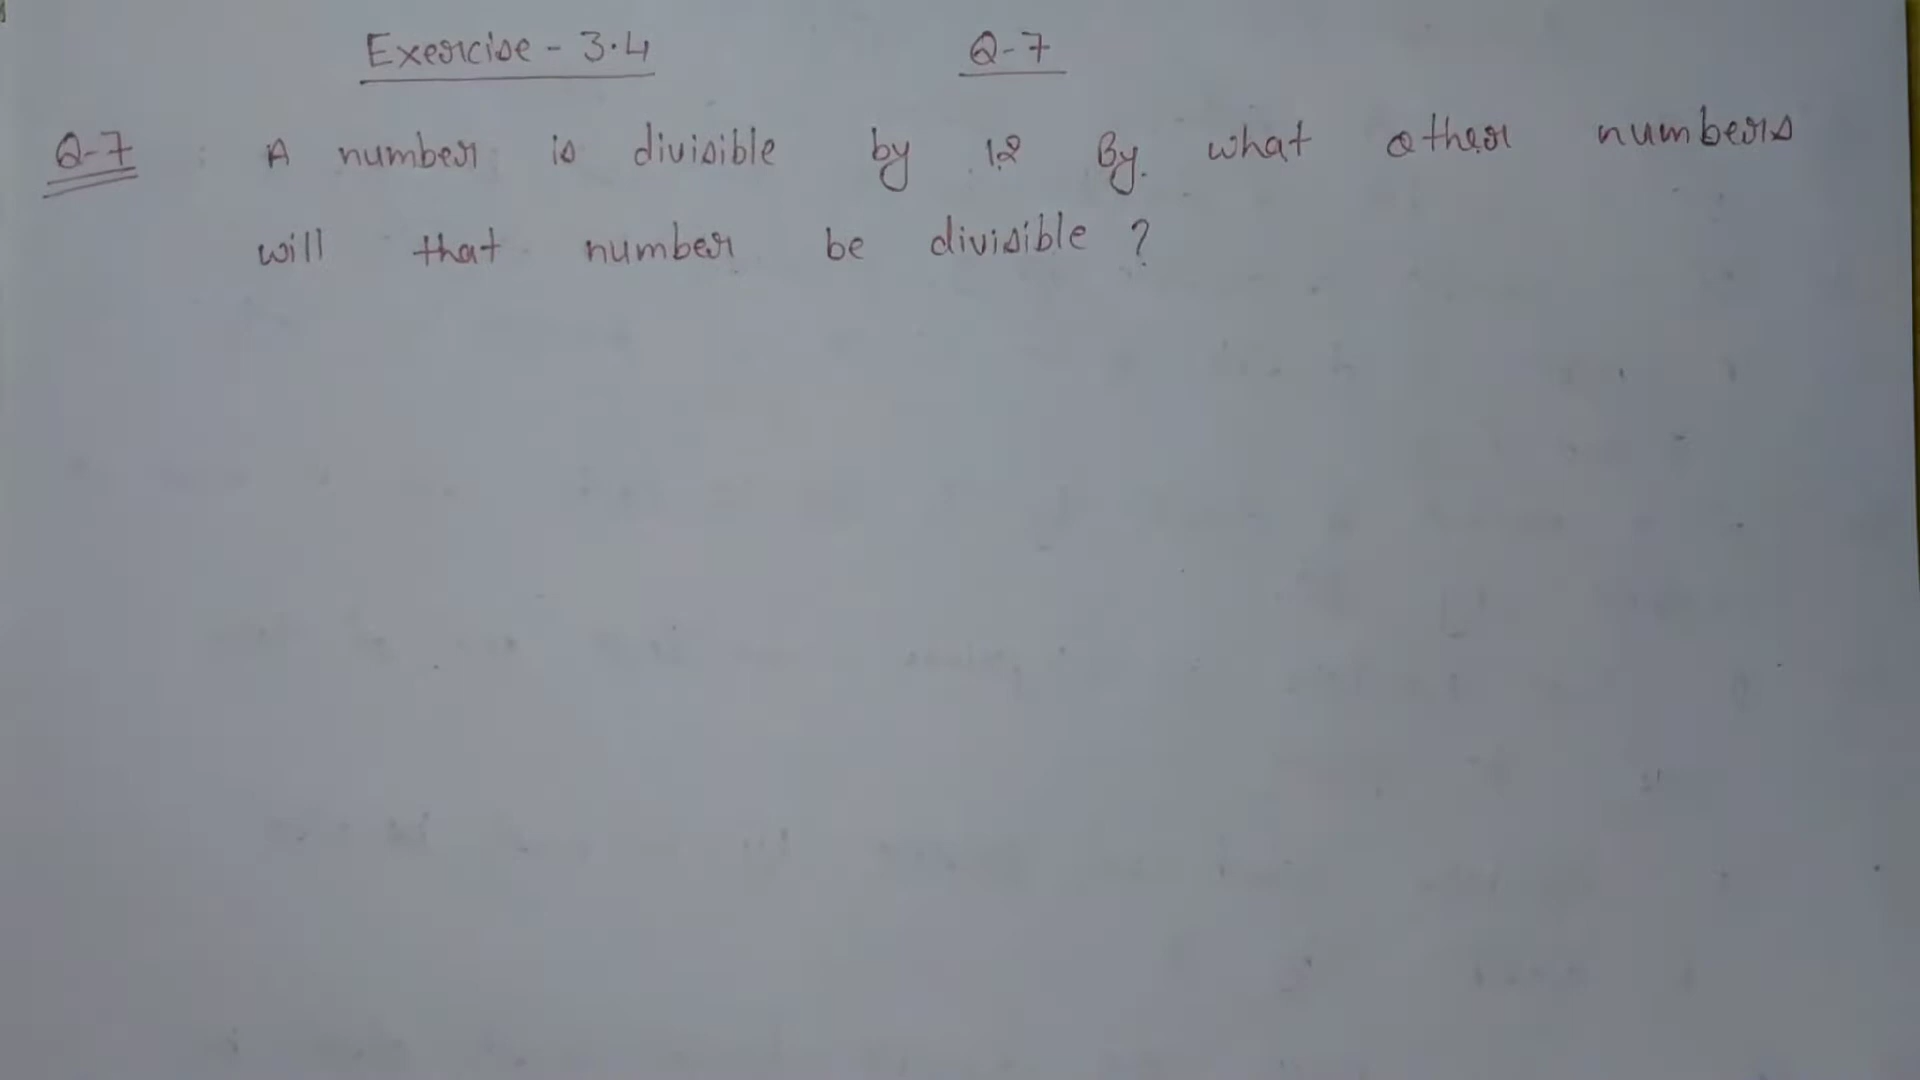 Exercise - 3.4 Q-7
Q-7 A number is divisible by 12 By what other numbers
will that number be divisible ?